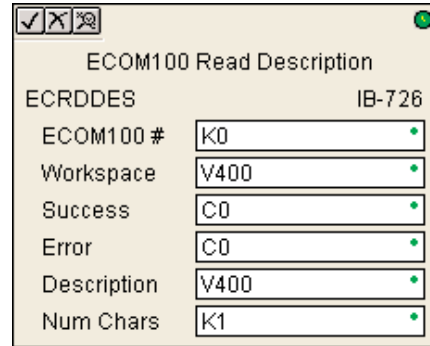 ECOM100 Read Description
ECRDDES IB-726
ECOM100 # K0
Workspace V400
Success C0
Error C0
Description V400
Num Chars K1